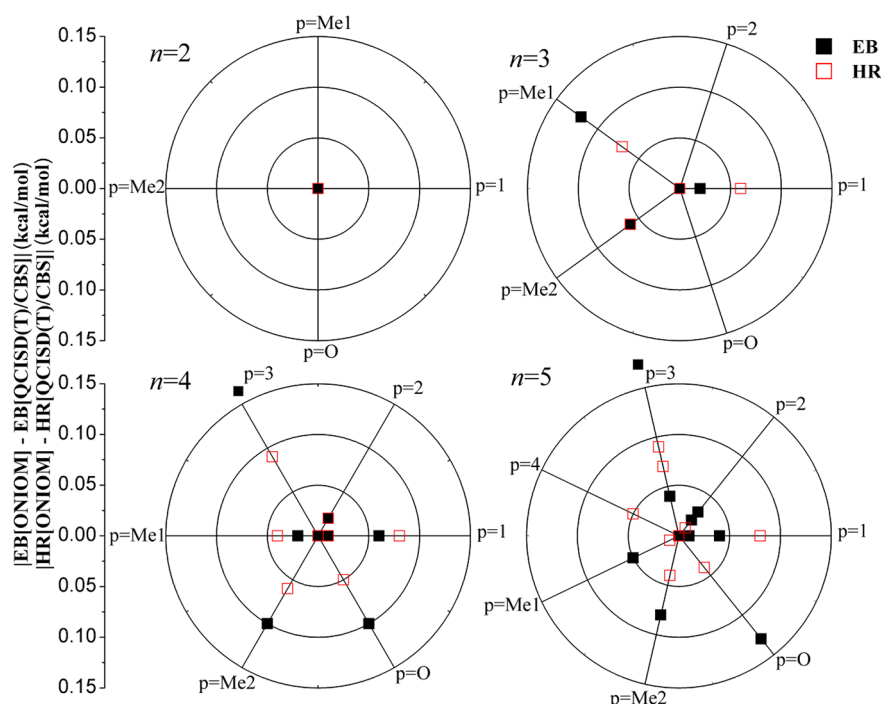 |EB[ONIOM] - EB[QCISD(T)/CBS]| (kcal/mol)
|HR[ONIOM] - HR[QCISD(T)/CBS]| (kcal/mol)
0.15
0.10
0.05
0.00
0.05
0.10
0.15
0.10
0.05
0.00
0.05
0.10
0.15
n=2
p=Me1
p=Me2
p=1
p=O
n=3
p=2
p=Me1
p=1
p=Me2
p=O
EB
HR
n=4
p=3
p=2
p=Me1
p=1
p=Me2
p=O
n=5
p=3
p=2
p=4
p=1
p=Me1
p=Me2
p=O